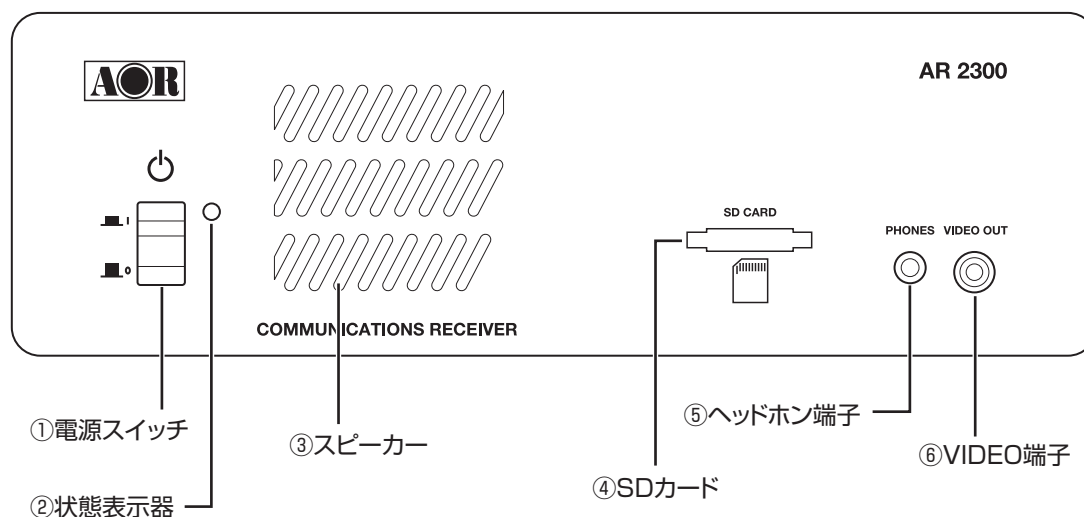 AOR
AR 2300
I
O
SD CARD
PHONES VIDEO OUT
COMMUNICATIONS RECEIVER
①電源スイッチ
②状態表示器
③スピーカー
④SDカード
⑤ヘッドホン端子
⑥VIDEO端子